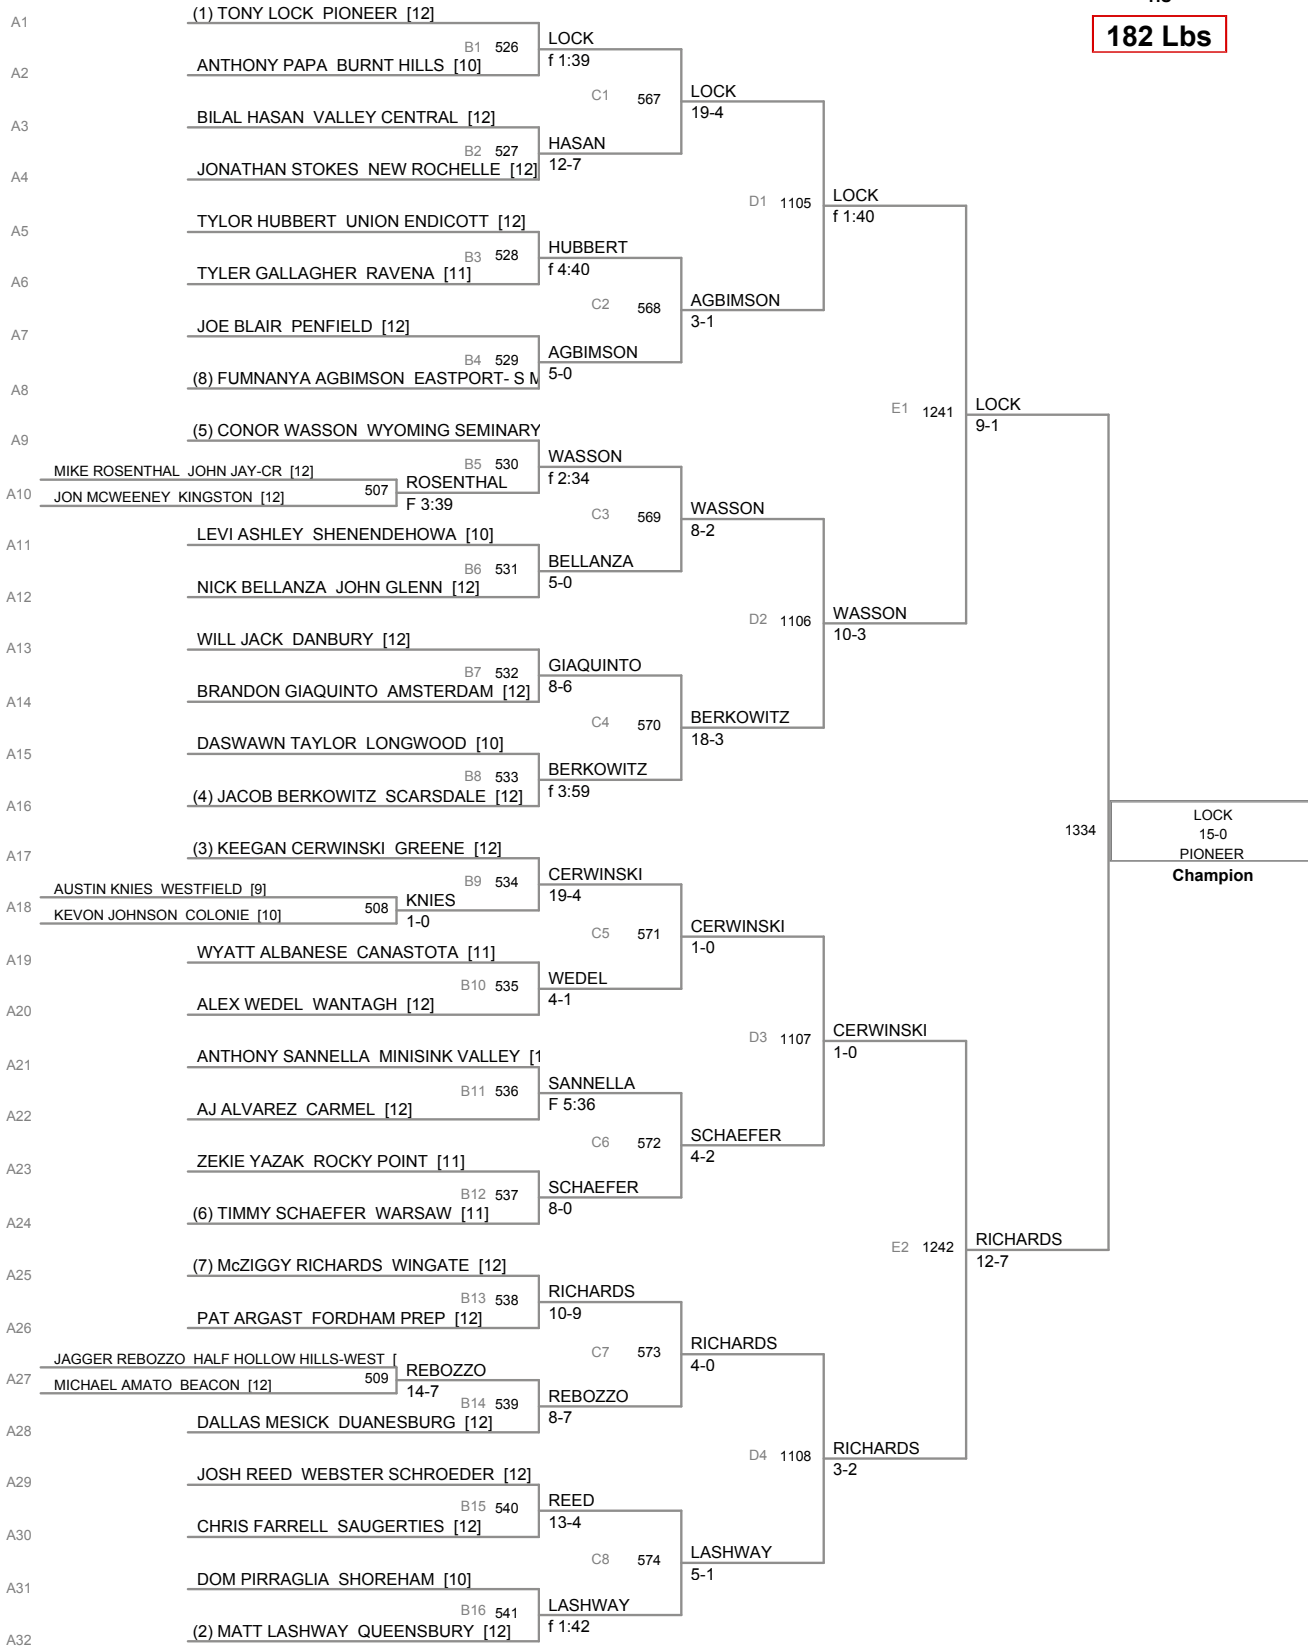 182 Lbs
A1
(1) TONY LOCK PIONEER [12]
B1 526
LOCK
f 1:39
A2
ANTHONY PAPA BURNT HILLS [10]
C1 567
LOCK
19-4
A3
BILAL HASAN VALLEY CENTRAL [12]
B2 527
HASAN
12-7
A4
JONATHAN STOKES NEW ROCHELLE [12]
D1 1105
LOCK
f 1:40
A5
TYLOR HUBBERT UNION ENDICOTT [12]
B3 528
HUBBERT
f 4:40
A6
TYLER GALLAGHER RAVENA [11]
C2 568
AGBIMSON
3-1
A7
JOE BLAIR PENFIELD [12]
B4 529
AGBIMSON
5-0
A8
(8) FUMNANYA AGBIMSON EASTPORT- S M
E1 1241
LOCK
9-1
A9
(5) CONOR WASSON WYOMING SEMINARY
B5 530
WASSON
f 2:34
MIKE ROSENTHAL JOHN JAY-CR [12]
A10
507
ROSENTHAL
F 3:39
JON MCWEENEY KINGSTON [12]
C3 569
WASSON
8-2
A11
LEVI ASHLEY SHENENDEHOWA [10]
B6 531
BELLANZA
5-0
A12
NICK BELLANZA JOHN GLENN [12]
D2 1106
WASSON
10-3
A13
WILL JACK DANBURY [12]
B7 532
GIAQUINTO
8-6
A14
BRANDON GIAQUINTO AMSTERDAM [12]
C4 570
BERKOWITZ
18-3
A15
DASWAWN TAYLOR LONGWOOD [10]
B8 533
BERKOWITZ
f 3:59
A16
(4) JACOB BERKOWITZ SCARSDALE [12]
1334
LOCK
15-0
PIONEER
Champion
A17
(3) KEEGAN CERWINSKI GREENE [12]
B9 534
CERWINSKI
19-4
AUSTIN KNIES WESTFIELD [9]
A18
508
KNIES
1-0
KEVON JOHNSON COLONIE [10]
C5 571
CERWINSKI
1-0
A19
WYATT ALBANESE CANASTOTA [11]
B10 535
WEDEL
4-1
A20
ALEX WEDEL WANTAGH [12]
D3 1107
CERWINSKI
1-0
A21
ANTHONY SANNELLA MINISINK VALLEY [1
B11 536
SANNELLA
F 5:36
A22
AJ ALVAREZ CARMEL [12]
C6 572
SCHAEFER
4-2
A23
ZEKIE YAZAK ROCKY POINT [11]
B12 537
SCHAEFER
8-0
A24
(6) TIMMY SCHAEFER WARSAW [11]
E2 1242
RICHARDS
12-7
A25
(7) McZIGGY RICHARDS WINGATE [12]
B13 538
RICHARDS
10-9
A26
PAT ARGAST FORDHAM PREP [12]
C7 573
RICHARDS
4-0
JAGGER REBOZZO HALF HOLLOW HILLS-WEST [
A27
509
REBOZZO
14-7
MICHAEL AMATO BEACON [12]
B14 539
REBOZZO
8-7
A28
DALLAS MESICK DUANESBURG [12]
D4 1108
RICHARDS
3-2
A29
JOSH REED WEBSTER SCHROEDER [12]
B15 540
REED
13-4
A30
CHRIS FARRELL SAUGERTIES [12]
C8 574
LASHWAY
5-1
A31
DOM PIRRAGLIA SHOREHAM [10]
B16 541
LASHWAY
f 1:42
A32
(2) MATT LASHWAY QUEENSBURY [12]